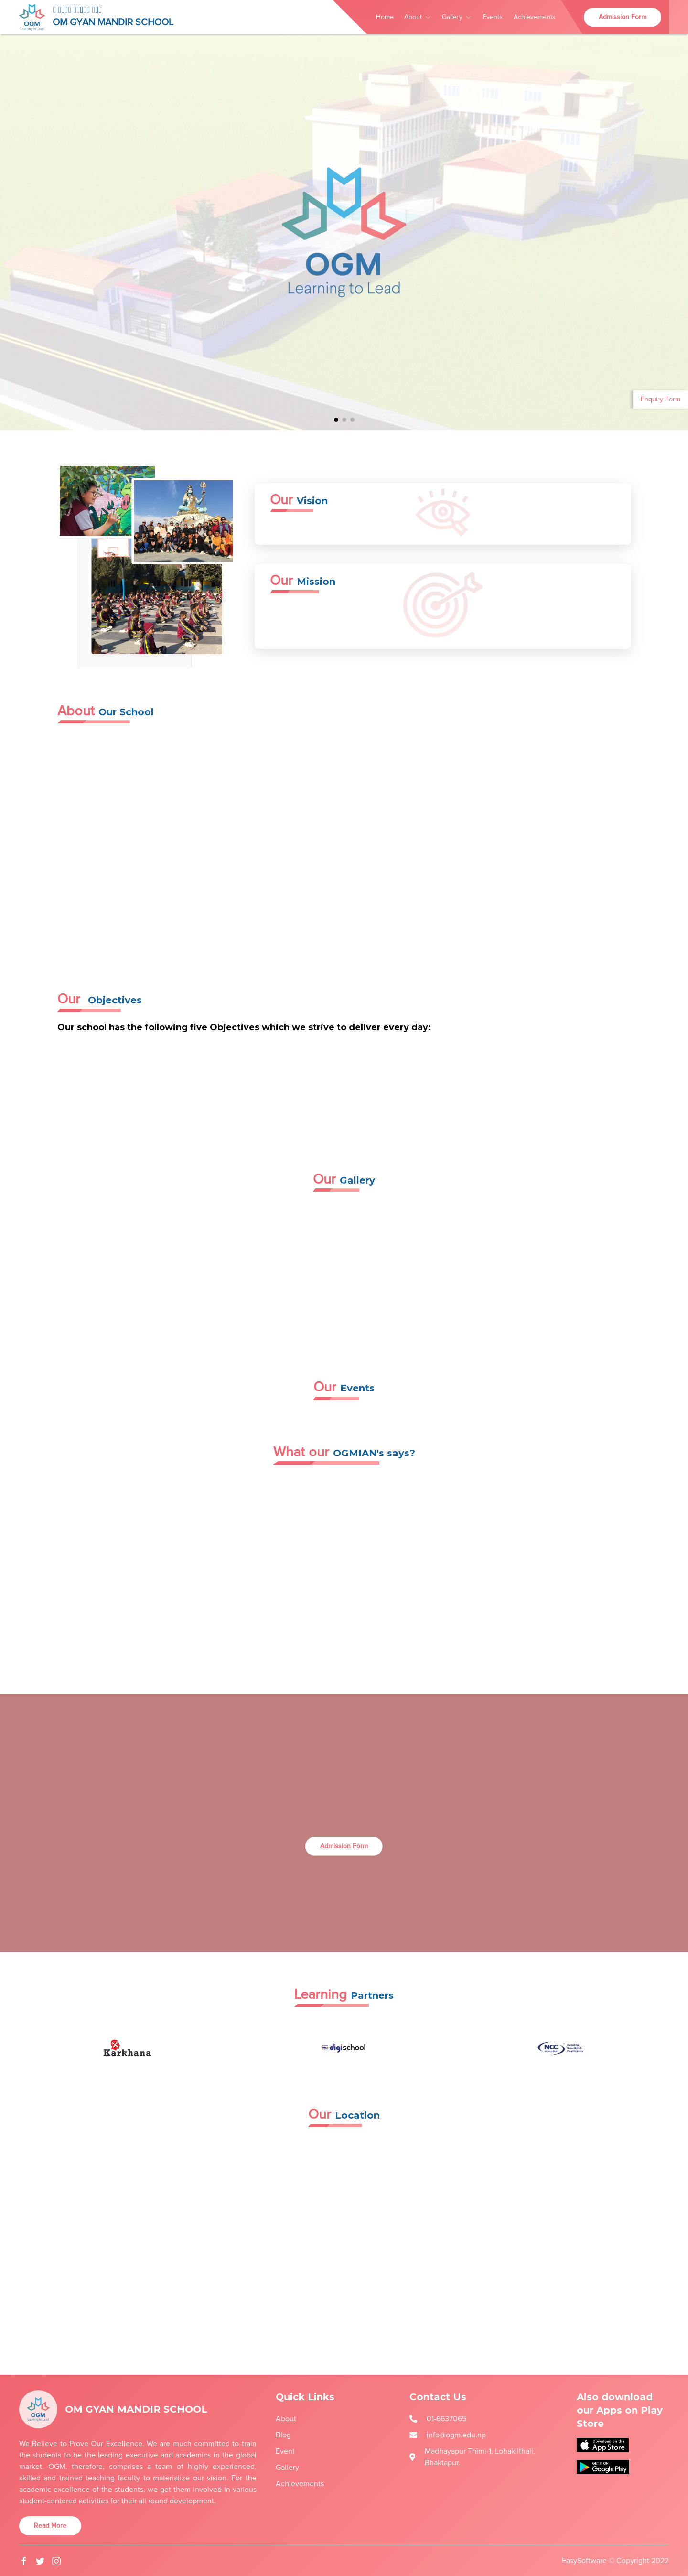 OGM
Learning to Lead
OM GYAN MANDIR SCHOOL
Home
About
Gallery
Events
Achievements
Admission Form
OGM
Learning to Lead
Enquiry Form
Our Vision
Our Mission
About Our School
Our Objectives
Our school has the following five Objectives which we strive to deliver every day:
Our Gallery
Our Events
What our OGMIAN's says?
Admission Form
Learning Partners
Karkhana
digischool
NCC
Our Location
OGM
OM GYAN MANDIR SCHOOL
We Believe to Prove Our Excellence. We are much committed to train
the students to be the leading executive and academics in the global
market. OGM, therefore, comprises a team of highly experienced,
skilled and trained teaching faculty to materialize our vision. For the
academic excellence of the students, we get them involved in various
student-centered activities for their all round development.
Read More
Quick Links
About
Blog
Event
Gallery
Achievements
Contact Us
01-6637065
info@ogm.edu.np
Madhayapur Thimi-1, Lohakilthali,
Bhaktapur.
Also download
our Apps on Play
Store
Download on the
App Store
GET IT ON
Google Play
EasySoftware © Copyright 2022